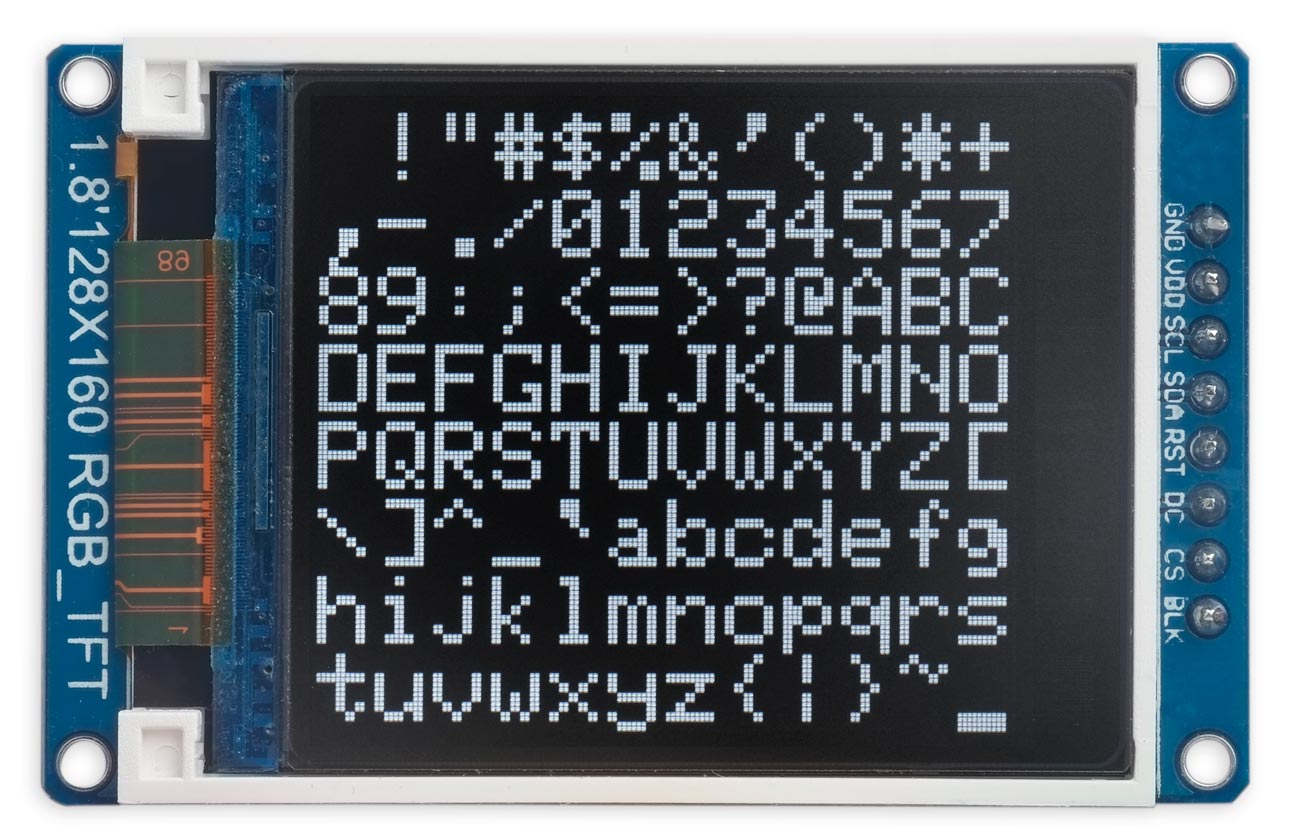 1.8'128X160 RGB_TFT
 !"#$%&'()*+
,-./01234567
89:;<=>?@ABC
DEFGHIJKLMNO
PQRSTUVWXYZ[
\]^_`abcdefg
hijklmnopqrs
tuvwxyz{|}~ _
GND VDD SCL SDA RST DC CS BLK